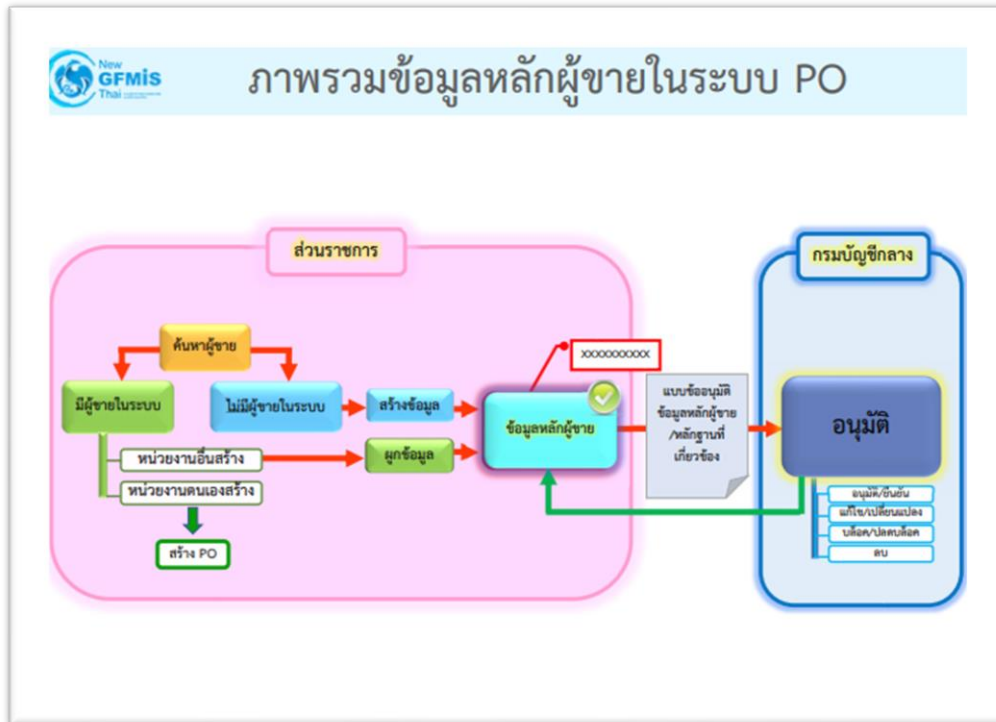 New
GFMIS
Thai
ภาพรวมข้อมูลหลักผู้ขายในระบบ PO
ส่วนราชการ
กรมบัญชีกลาง
ค้นหาผู้ขาย
xxxxxxxxxx
มีผู้ขายในระบบ
ไม่มีผู้ขายในระบบ
สร้างข้อมูล
ข้อมูลหลักผู้ขาย
แบบขออนุมัติ
ข้อมูลหลักผู้ขาย
/หลักฐานที่
เกี่ยวข้อง
อนุมัติ
หน่วยงานอื่นสร้าง
ผูกข้อมูล
หน่วยงานตนเองสร้าง
สร้าง PO
อนุมัติ/ยืนยัน
แก้ไข/เปลี่ยนแปลง
บล็อค/ปลดบล็อค
ลบ